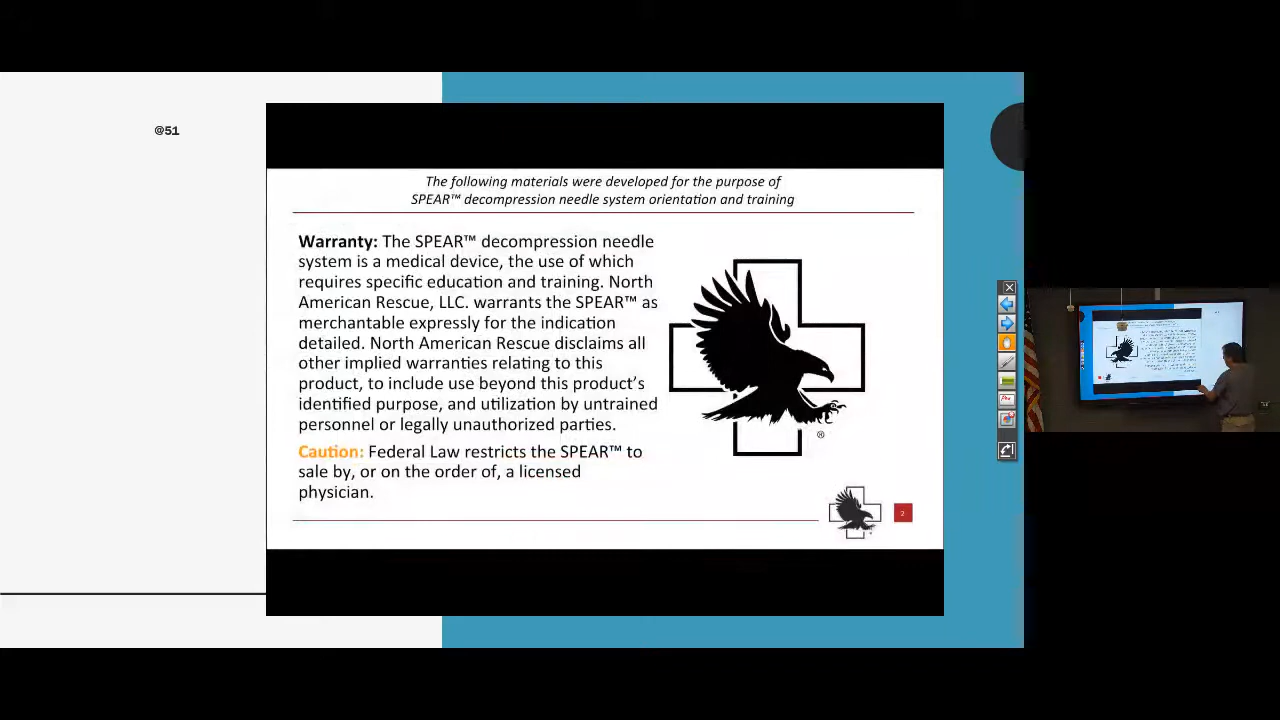 @51
The following materials were developed for the purpose of
SPEAR™ decompression needle system orientation and training
Warranty: The SPEAR™ decompression needle
system is a medical device, the use of which
requires specific education and training. North
American Rescue, LLC. warrants the SPEAR™ as
merchantable expressly for the indication
detailed. North American Rescue disclaims all
other implied warranties relating to this
product, to include use beyond this product's
identified purpose, and utilization by untrained
personnel or legally unauthorized parties.
Caution: Federal Law restricts the SPEAR™ to
sale by, or on the order of, a licensed
physician.
®
2